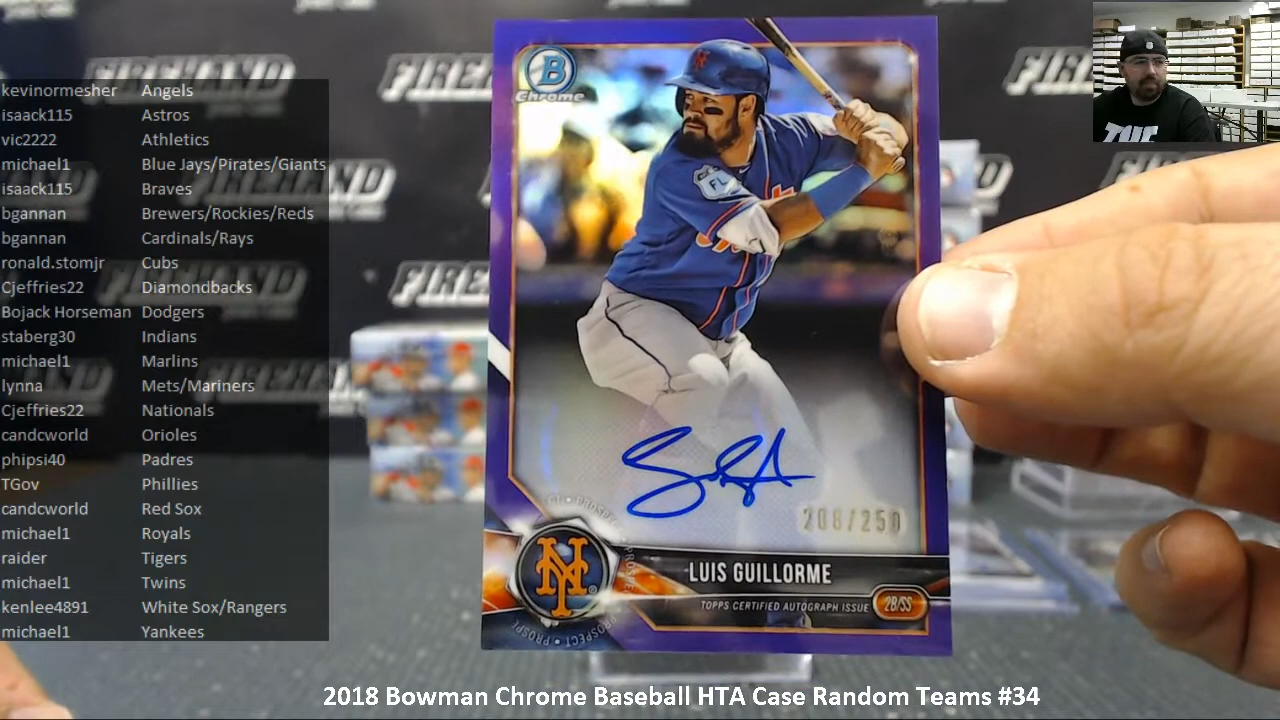 kevinormesher Angels
isaack115 Astros
vic2222 Athletics
michael1 Blue Jays/Pirates/Giants
isaack115 Braves
bgannan Brewers/Rockies/Reds
bgannan Cardinals/Rays
ronald.stomjr Cubs
Cjeffries22 Diamondbacks
Bojack Horseman Dodgers
staberg30 Indians
michael1 Marlins
lynna Mets/Mariners
Cjeffries22 Nationals
candcworld Orioles
phipsi40 Padres
TGov Phillies
candcworld Red Sox
michael1 Royals
raider Tigers
michael1 Twins
kenlee4891 White Sox/Rangers
michael1 Yankees
FIREHAND
B
Chrome
FL
208/250
PROSPECT
NY
LUIS GUILLORME
TOPPS CERTIFIED AUTOGRAPH ISSUE 2B/SS
2018 Bowman Chrome Baseball HTA Case Random Teams #34